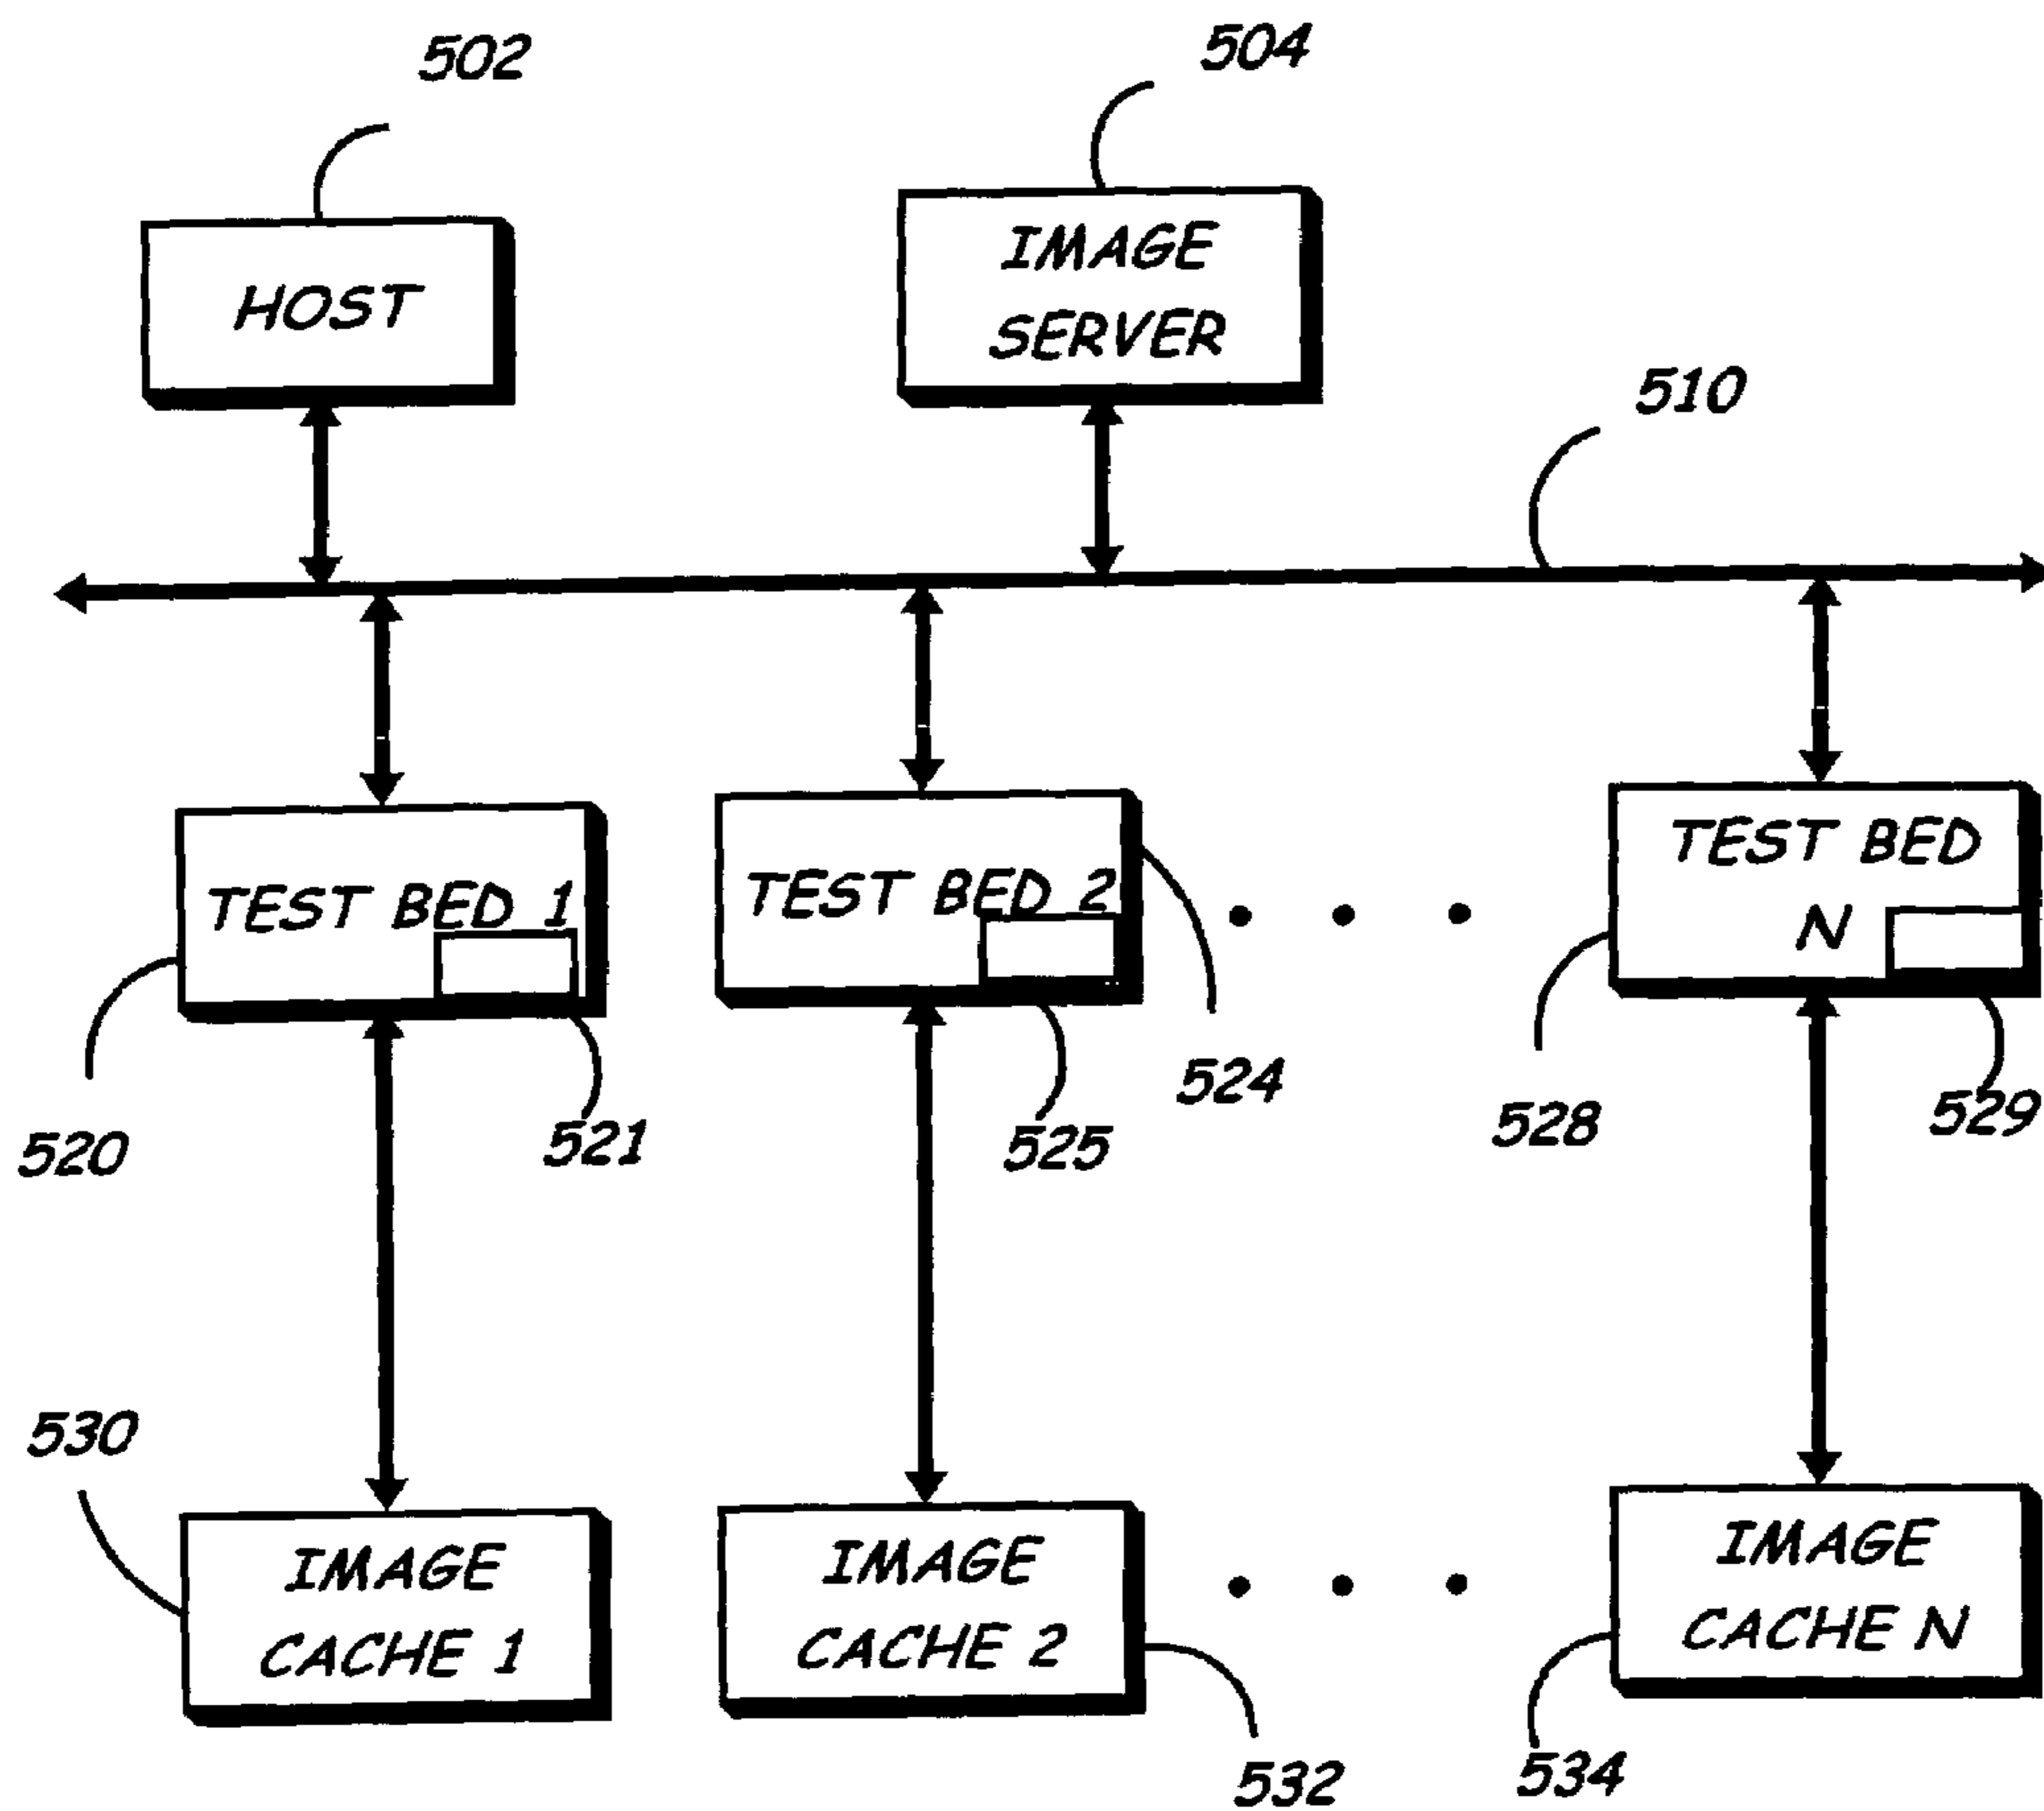 502
504
HOST
IMAGE
SERVER
510
TEST BED 1
TEST BED 2
TEST BED
N
520
521
525
524
528
529
530
IMAGE
CACHE 1
IMAGE
CACHE 2
IMAGE
CACHE N
532
534